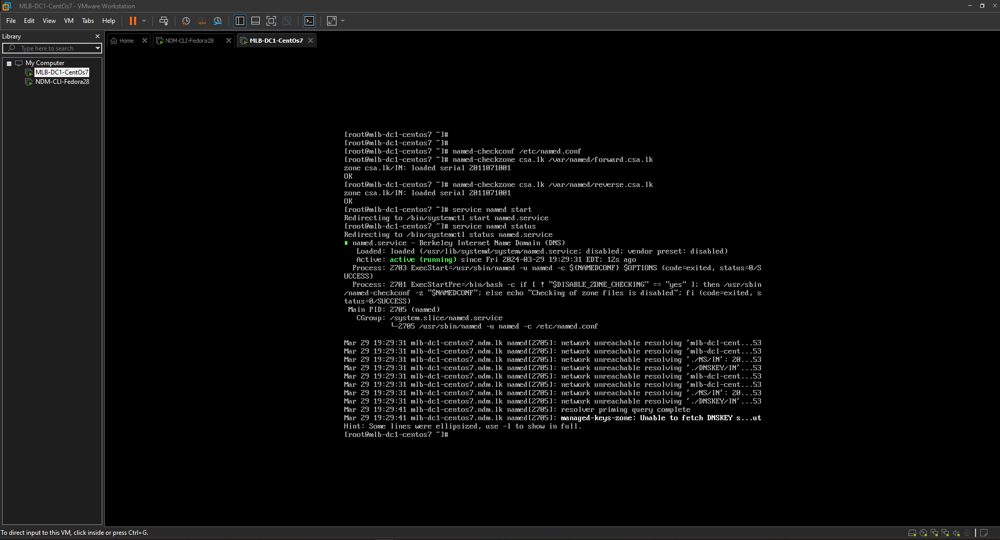 MLB-DC1-CentOs7 - VMware Workstation
File Edit View VM Tabs Help
Library
Home
NDM-CLI-Fedora28
MLB-DC1-CentOs7
Type here to search
My Computer
MLB-DC1-CentOs7
NDM-CLI-Fedora28
[root@mlb-dc1-centos7 ~]#
[root@mlb-dc1-centos7 ~]#
[root@mlb-dc1-centos7 ~]# named-checkconf /etc/named.conf
[root@mlb-dc1-centos7 ~]# named-checkzone csa.lk /var/named/forward.csa.lk
zone csa.lk/IN: loaded serial 2011071001
OK
[root@mlb-dc1-centos7 ~]# named-checkzone csa.lk /var/named/reverse.csa.lk
zone csa.lk/IN: loaded serial 2011071001
OK
[root@mlb-dc1-centos7 ~]# service named start
Redirecting to /bin/systemctl start named.service
[root@mlb-dc1-centos7 ~]# service named status
Redirecting to /bin/systemctl status named.service
named.service - Berkeley Internet Name Domain (DNS)
Loaded: loaded (/usr/lib/systemd/system/named.service; disabled; vendor preset: disabled)
Active: active (running) since Fri 2024-03-29 19:29:31 EDT; 12s ago
Process: 2703 ExecStart=/usr/sbin/named -u named -c ${NAMEDCONF} $OPTIONS (code=exited, status=0/S
UCCESS)
Process: 2701 ExecStartPre=/bin/bash -c if [ ! "$DISABLE_ZONE_CHECKING" == "yes" ]; then /usr/sbin
/named-checkconf -z "$NAMEDCONF"; else echo "Checking of zone files is disabled"; fi (code=exited, s
tatus=0/SUCCESS)
Main PID: 2705 (named)
CGroup: /system.slice/named.service
└─2705 /usr/sbin/named -u named -c /etc/named.conf
Mar 29 19:29:31 mlb-dc1-centos7.ndm.lk named[2705]: network unreachable resolving 'mlb-dcl-cent...53
Mar 29 19:29:31 mlb-dc1-centos7.ndm.lk named[2705]: network unreachable resolving 'mlb-dcl-cent...53
Mar 29 19:29:31 mlb-dc1-centos7.ndm.lk named[2705]: network unreachable resolving './NS/IN': 20...53
Mar 29 19:29:31 mlb-dc1-centos7.ndm.lk named[2705]: network unreachable resolving './DNSKEY/IN'...53
Mar 29 19:29:31 mlb-dc1-centos7.ndm.lk named[2705]: network unreachable resolving 'mlb-dcl-cent...53
Mar 29 19:29:31 mlb-dc1-centos7.ndm.lk named[2705]: network unreachable resolving 'mlb-dcl-cent...53
Mar 29 19:29:31 mlb-dc1-centos7.ndm.lk named[2705]: network unreachable resolving './NS/IN': 20...53
Mar 29 19:29:31 mlb-dc1-centos7.ndm.lk named[2705]: network unreachable resolving './DNSKEY/IN'...53
Mar 29 19:29:41 mlb-dc1-centos7.ndm.lk named[2705]: resolver priming query complete
Mar 29 19:29:41 mlb-dc1-centos7.ndm.lk named[2705]: managed-keys-zone: Unable to fetch DNSKEY s...ut
Hint: Some lines were ellipsized, use -l to show in full.
[root@mlb-dc1-centos7 ~]#
To direct input to this VM, click inside or press Ctrl+G.